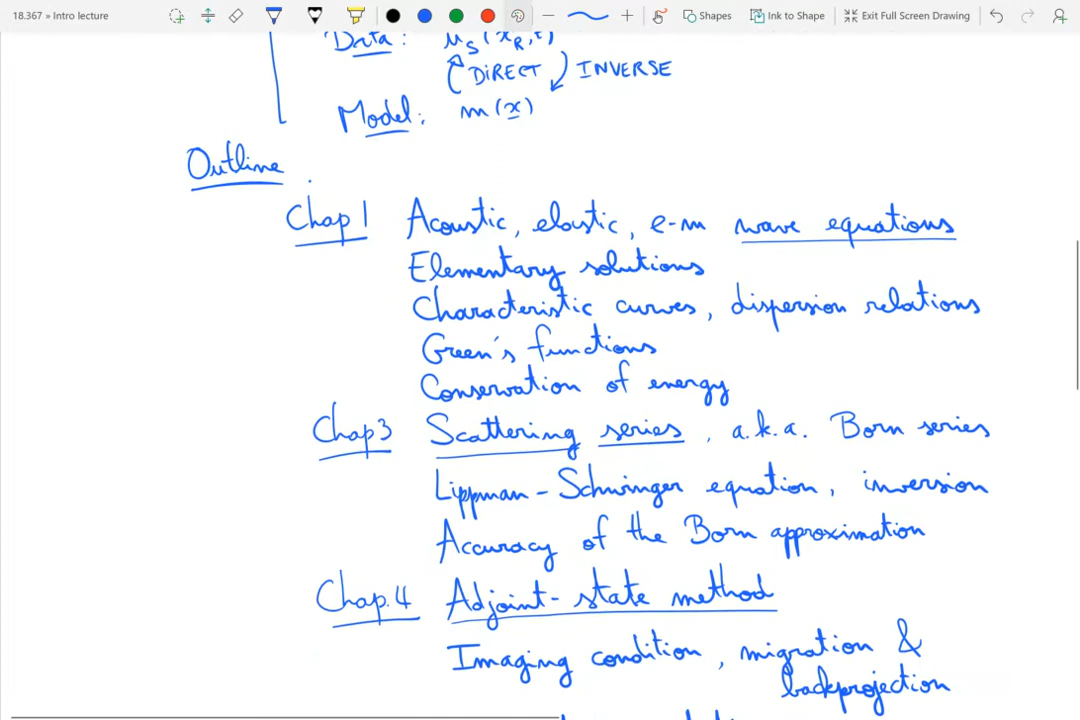 18.367 » Intro lecture
Shapes
Ink to Shape
Exit Full Screen Drawing
Data: u_S(x_R,t)
DIRECT INVERSE
Model: m(x)
Outline
Chap 1 Acoustic, elastic, e-m wave equations
Elementary solutions
Characteristic curves, dispersion relations
Green's functions
Conservation of energy
Chap 3 Scattering series, a.k.a. Born series
Lippman-Schwinger equation, inversion
Accuracy of the Born approximation
Chap. 4 Adjoint-state method
Imaging condition, migration &
backprojection